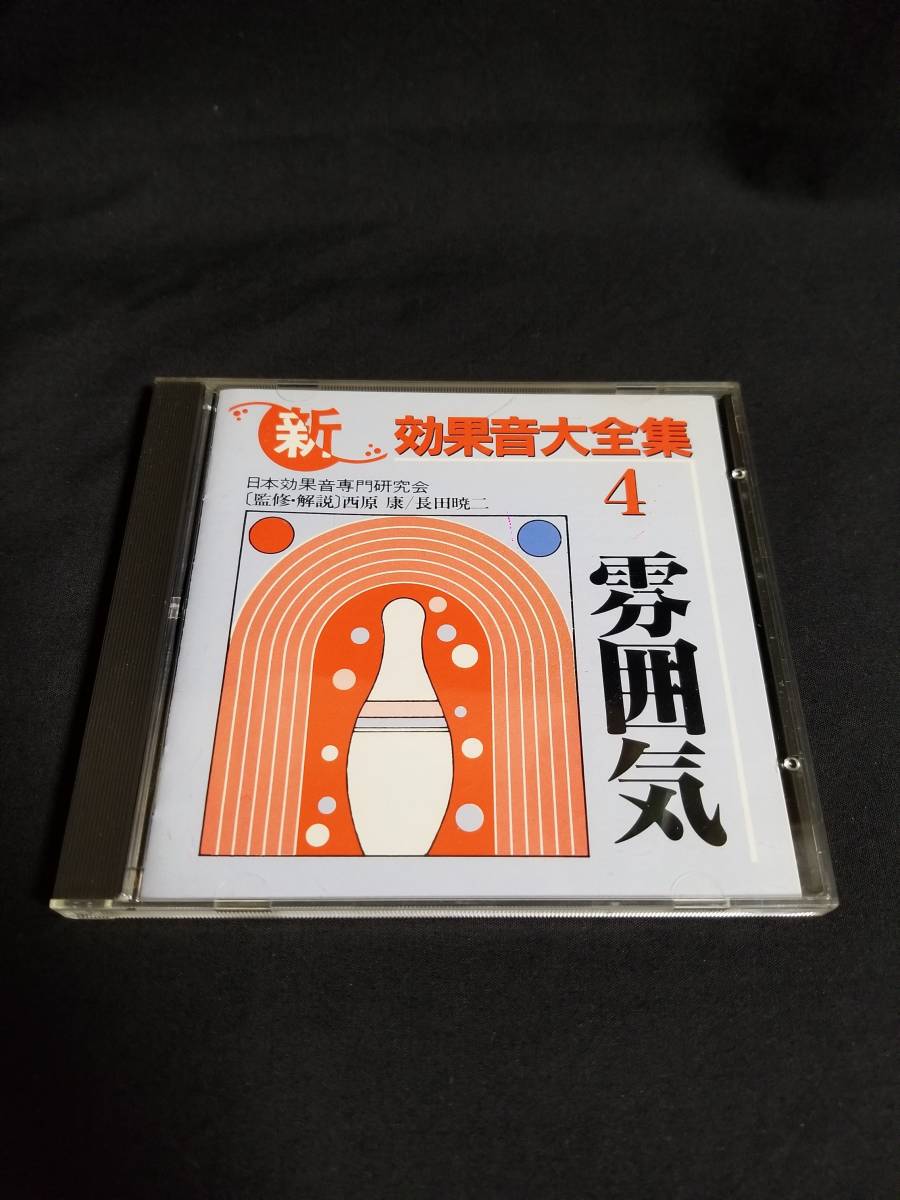 新 効果音大全集
4
日本効果音専門研究会
〔監修・解説〕西原 康/長田暁二
雰囲気